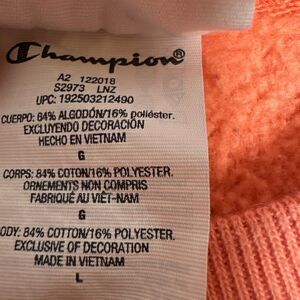 Champion®
A2 122018
S2973 LNZ
UPC: 192503212490
CUERPO: 84% ALGODÓN/16% poliéster.
EXCLUYENDO DECORACIÓN
HECHO EN VIETNAM
G
CORPS: 84% COTON/16% POLYESTER.
ORNEMENTS NON COMPRIS
FABRIQUÉ AU VIÊT-NAM
G
ODY: 84% COTTON/16% POLYESTER.
EXCLUSIVE OF DECORATION
MADE IN VIETNAM
L